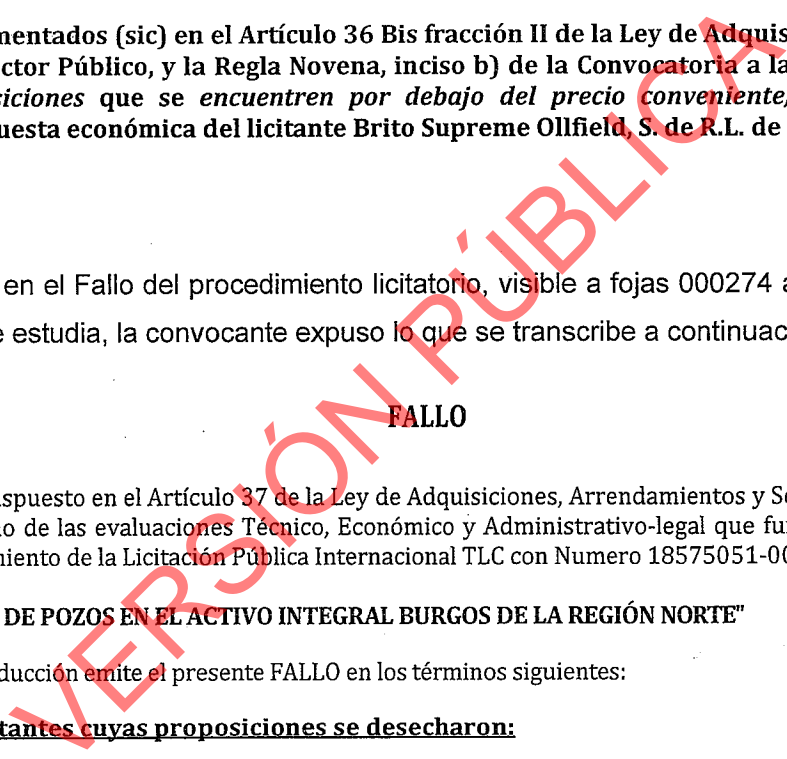 mentados (sic) en el Artículo 36 Bis fracción II de la Ley de Adquis
ctor Público, y la Regla Novena, inciso b) de la Convocatoria a la
siciones que se encuentren por debajo del precio conveniente,
uesta económica del licitante Brito Supreme Ollfield, S. de R.L. de
en el Fallo del procedimiento licitatorio, visible a fojas 000274 a
e estudia, la convocante expuso lo que se transcribe a continuac
FALLO
spuesto en el Artículo 37 de la Ley de Adquisiciones, Arrendamientos y Se
o de las evaluaciones Técnico, Económico y Administrativo-legal que fu
miento de la Licitación Pública Internacional TLC con Numero 18575051-00
DE POZOS EN EL ACTIVO INTEGRAL BURGOS DE LA REGIÓN NORTE"
ducción emite el presente FALLO en los términos siguientes:
tantes cuyas proposiciones se desecharon:
VERSIÓN PÚBLICA